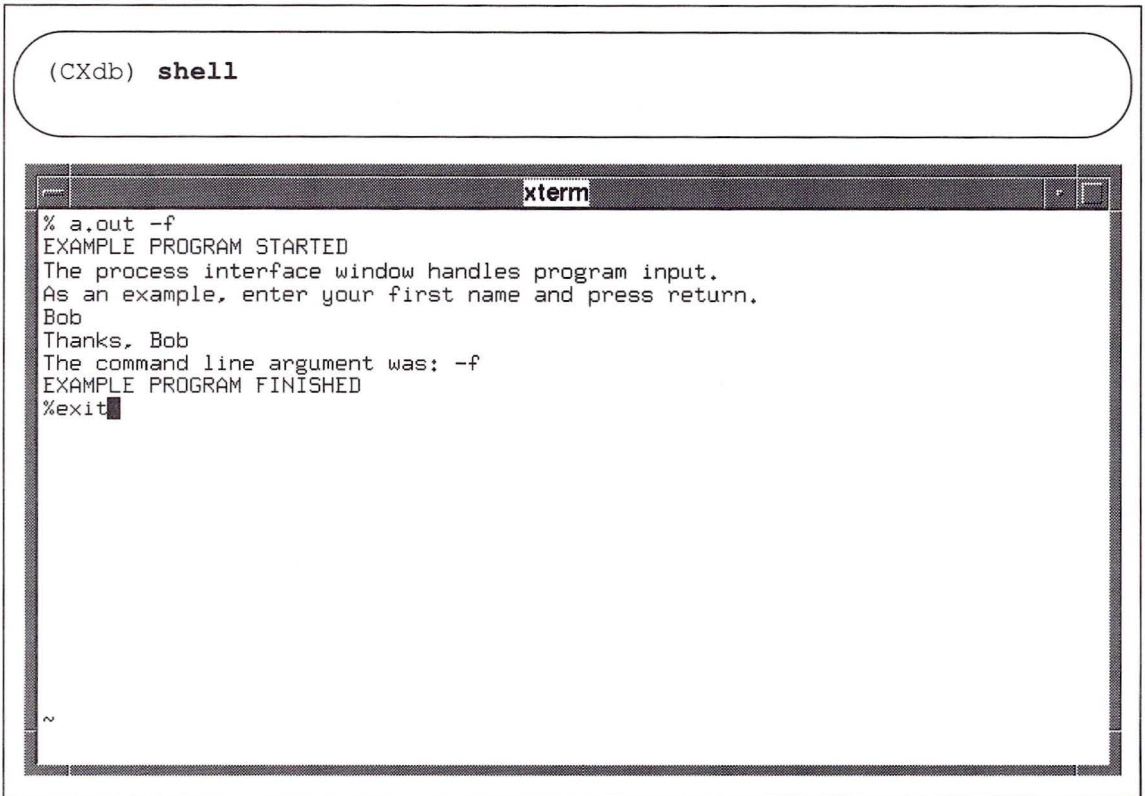 (CXdb) shell
xterm
% a.out -f
EXAMPLE PROGRAM STARTED
The process interface window handles program input.
As an example, enter your first name and press return.
Bob
Thanks, Bob
The command line argument was: -f
EXAMPLE PROGRAM FINISHED
%exit
~